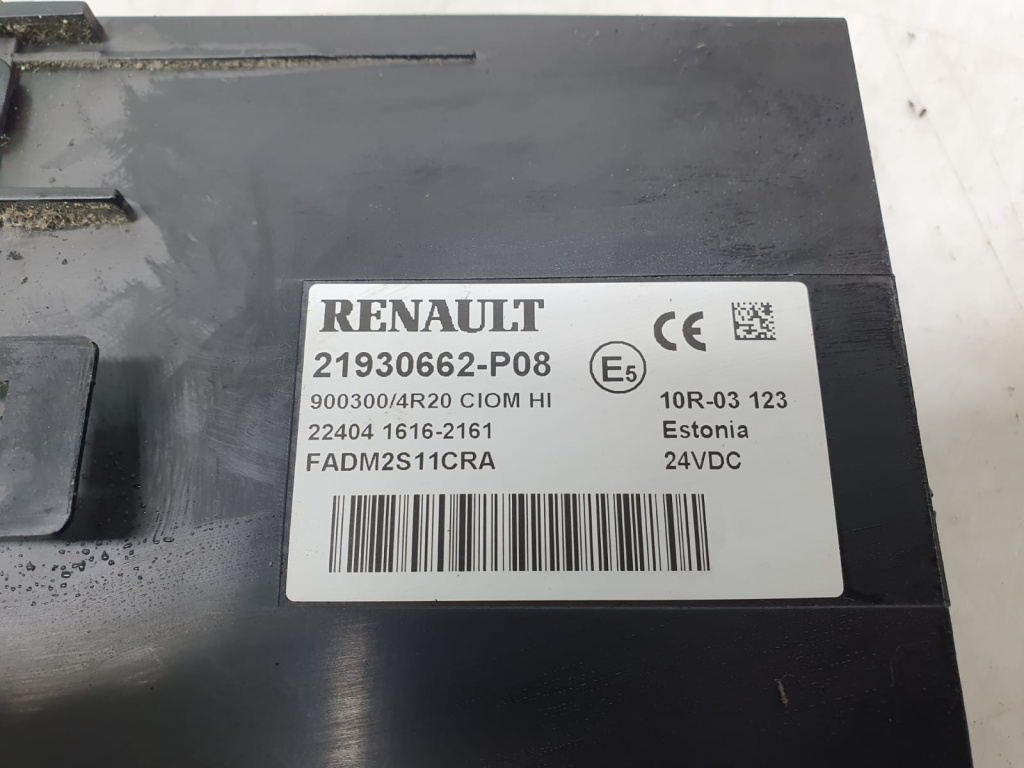 RENAULT
CE
21930662-P08
E5
900300/4R20 CIOM HI
10R-03 123
22404 1616-2161
Estonia
FADM2S11CRA
24VDC